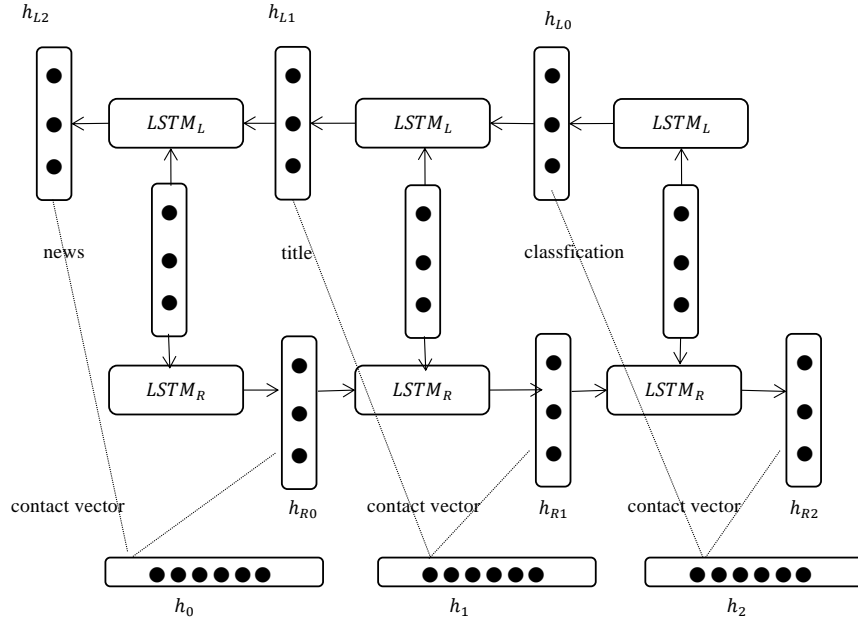 h_{L2} h_{L1} h_{L0}
LSTM_L LSTM_L LSTM_L
news title classfication
LSTM_R LSTM_R LSTM_R
contact vector contact vector contact vector
h_{R0} h_{R1} h_{R2}
h_0 h_1 h_2